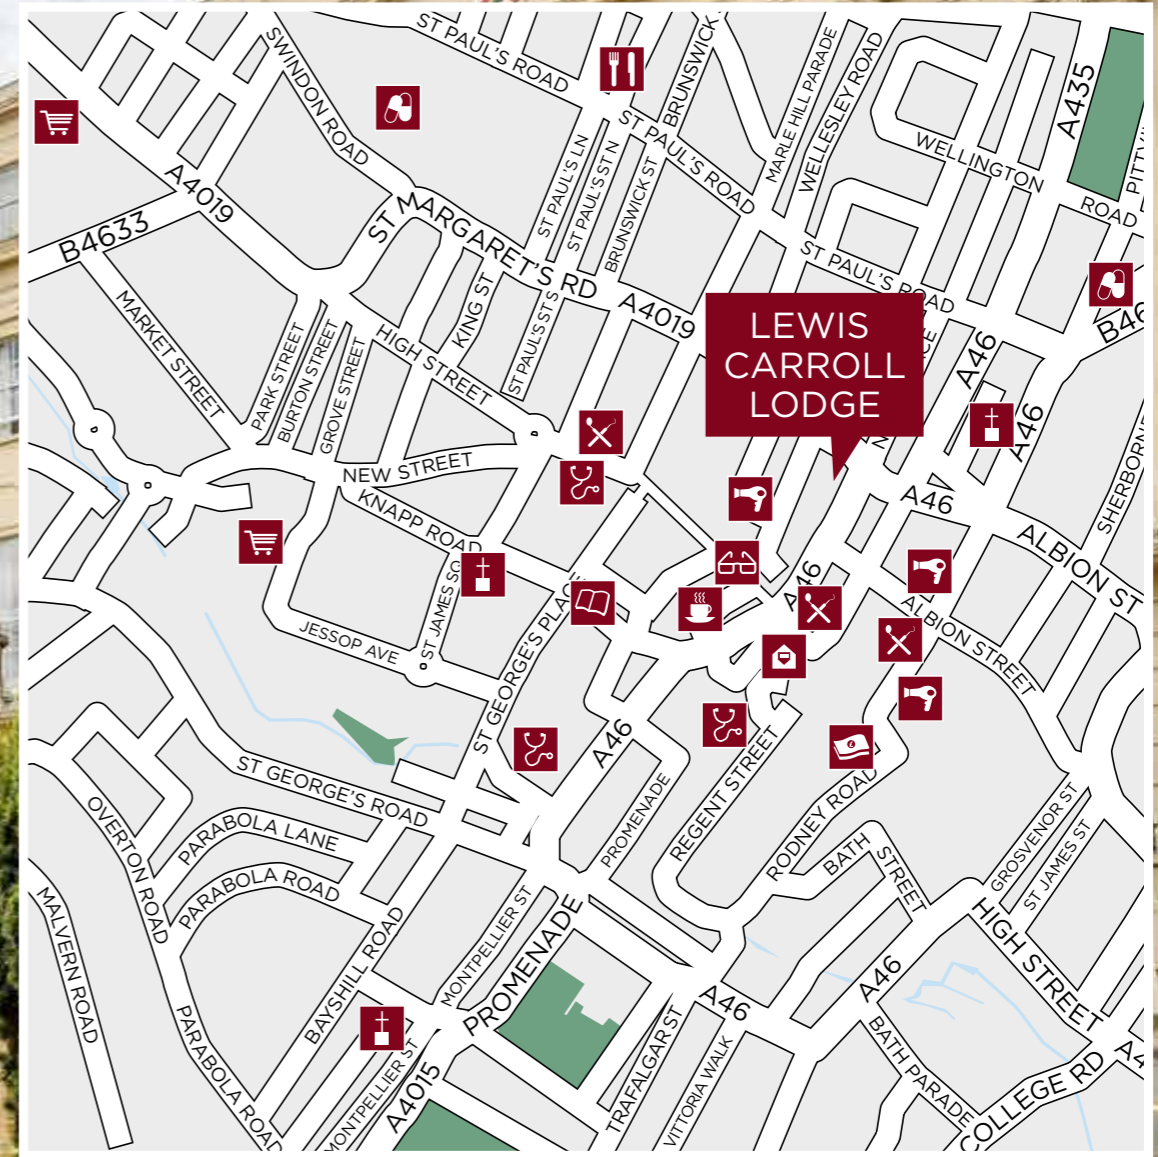 ST PAUL'S ROAD
SWINDON ROAD
BRUNSWICK
MARLE HILL PARADE
WELLESLEY ROAD
A435
WELLINGTON
ROAD
ST PAUL'S ROAD
ST PAUL'S LN
ST PAUL'S ST N
BRUNSWICK ST
A4019
B4633
ST MARGARET'S RD
A4019
ST PAUL'S ROAD
MARKET STREET
PARK STREET
BURTON STREET
GROVE STREET
HIGH STREET
KING ST
ST PAUL'S ST S
LEWIS
CARROLL
LODGE
A46
A46
SHERBORNE
NEW STREET
KNAPP ROAD
A46
ALBION ST
ST JAMES SQ
ST GEORGE'S PLACE
A46
ALBION STREET
JESSOP AVE
A46
ST GEORGE'S ROAD
PROMENADE
REGENT STREET
RODNEY ROAD
BATH
STREET
GROSVENOR ST
ST JAMES ST
OVERTON ROAD
PARABOLA LANE
PARABOLA ROAD
MALVERN ROAD
BAYSHILL ROAD
MONTPELLIER ST
PROMENADE
HIGH STREET
A46
A46
PARABOLA ROAD
MONTPELLIER ST
A4015
TRAFALGAR ST
VITTORIA WALK
BATH PARADE
COLLEGE RD